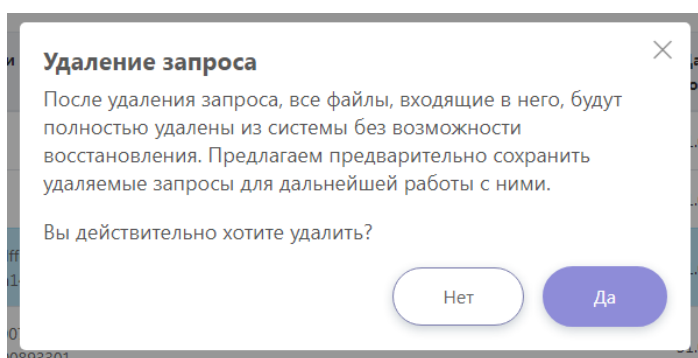 Удаление запроса
После удаления запроса, все файлы, входящие в него, будут
полностью удалены из системы без возможности
восстановления. Предлагаем предварительно сохранить
удаляемые запросы для дальнейшей работы с ними.
Вы действительно хотите удалить?
Нет
Да